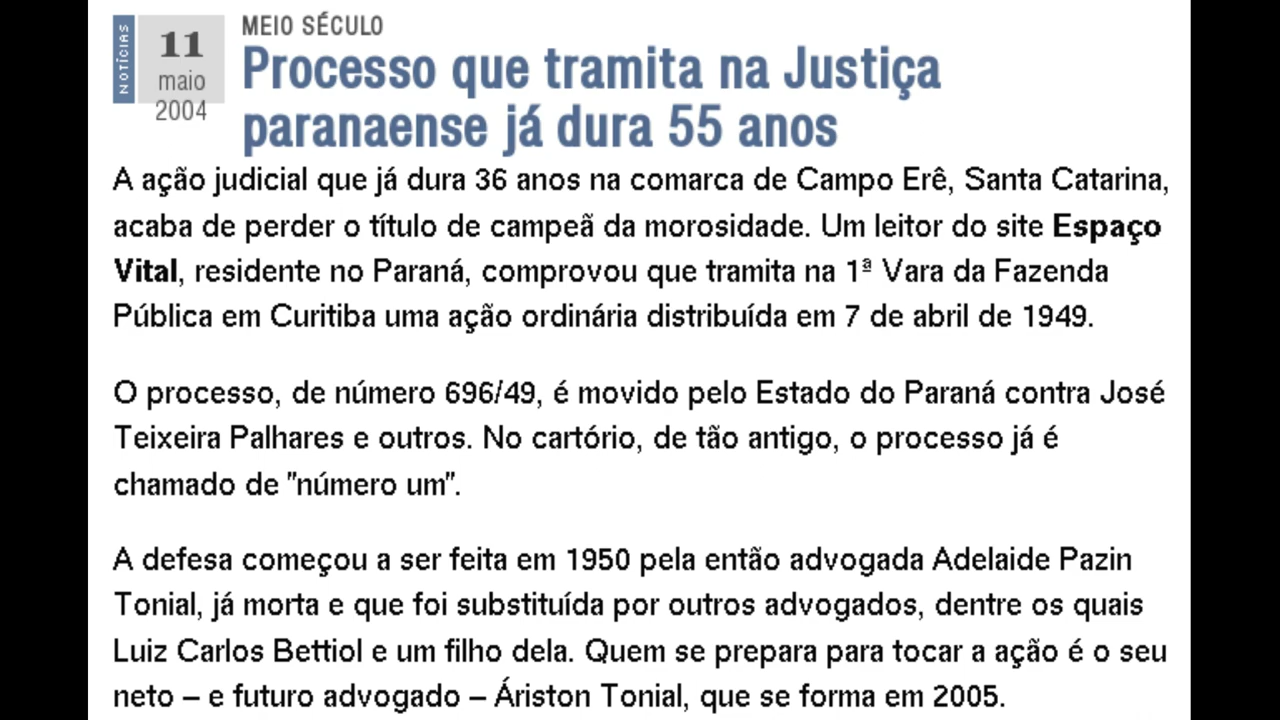 NOTÍCIAS
11
maio
2004
MEIO SÉCULO
Processo que tramita na Justiça
paranaense já dura 55 anos
A ação judicial que já dura 36 anos na comarca de Campo Erê, Santa Catarina,
acaba de perder o título de campeã da morosidade. Um leitor do site Espaço
Vital, residente no Paraná, comprovou que tramita na 1ª Vara da Fazenda
Pública em Curitiba uma ação ordinária distribuída em 7 de abril de 1949.
O processo, de número 696/49, é movido pelo Estado do Paraná contra José
Teixeira Palhares e outros. No cartório, de tão antigo, o processo já é
chamado de "número um".
A defesa começou a ser feita em 1950 pela então advogada Adelaide Pazin
Tonial, já morta e que foi substituída por outros advogados, dentre os quais
Luiz Carlos Bettiol e um filho dela. Quem se prepara para tocar a ação é o seu
neto – e futuro advogado – Áriston Tonial, que se forma em 2005.